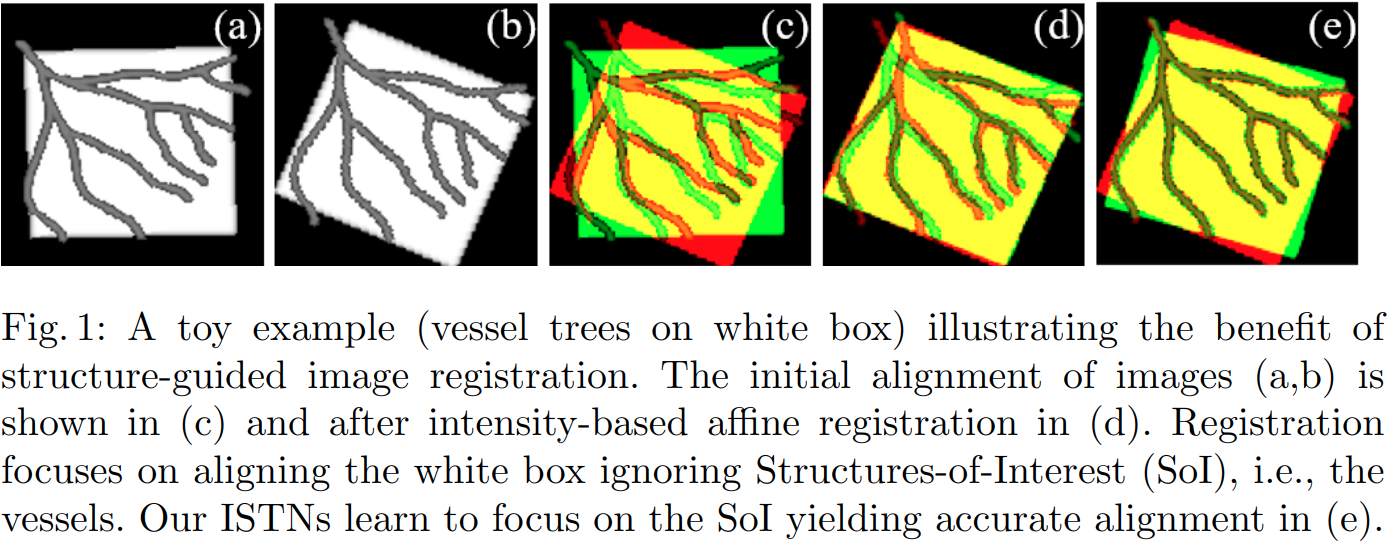 (a) (b) (c) (d) (e)
Fig. 1: A toy example (vessel trees on white box) illustrating the benefit of
structure-guided image registration. The initial alignment of images (a,b) is
shown in (c) and after intensity-based affine registration in (d). Registration
focuses on aligning the white box ignoring Structures-of-Interest (SoI), i.e., the
vessels. Our ISTNs learn to focus on the SoI yielding accurate alignment in (e).